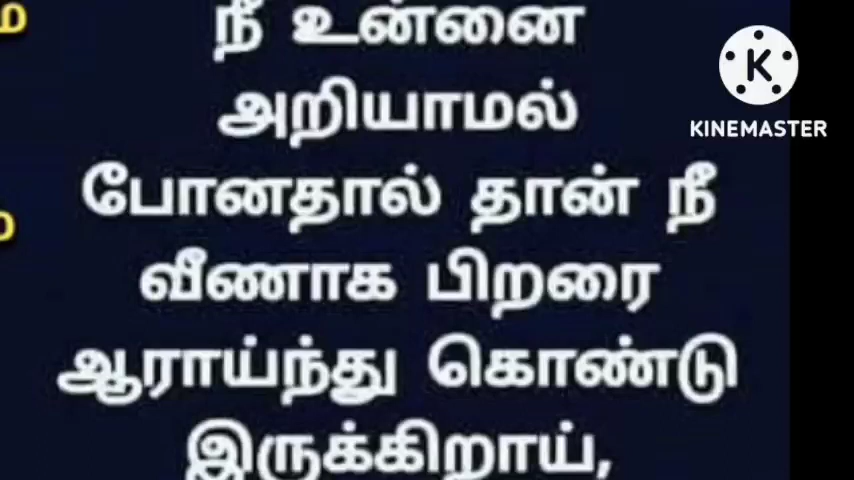 நீ உன்னை
அறியாமல்
போனதால் தான் நீ
வீணாக பிறரை
ஆராய்ந்து கொண்டு
இருக்கிறாய்,
K
KINEMASTER